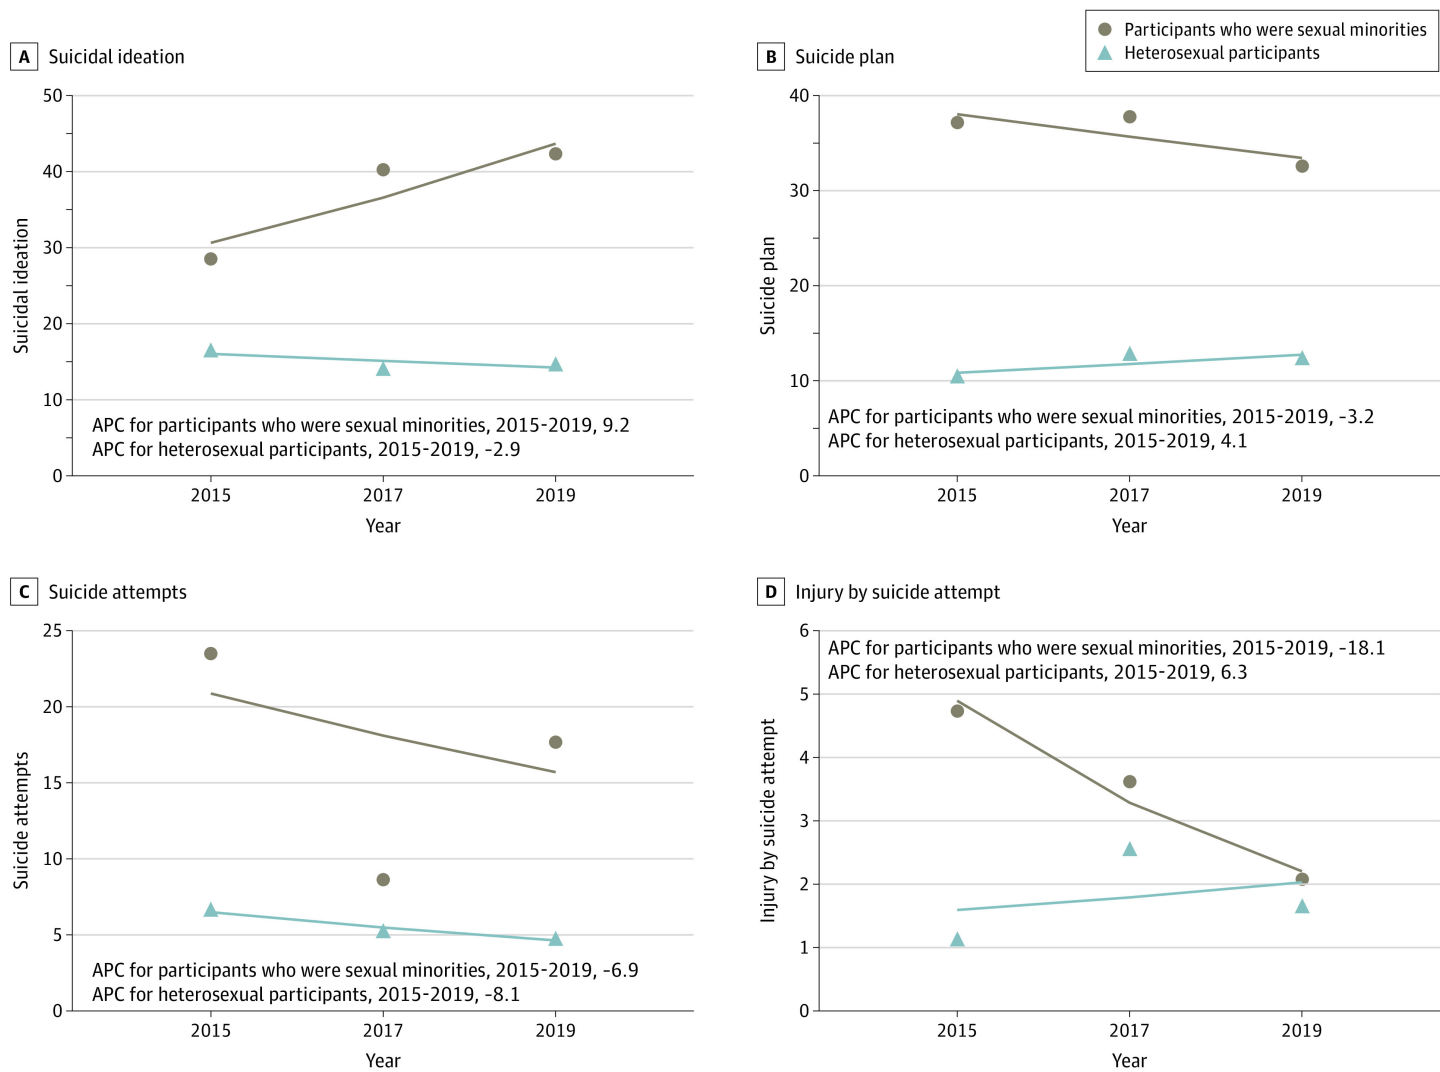 Participants who were sexual minorities
Heterosexual participants
A Suicidal ideation
50
40
30
20
10
0
Suicidal ideation
APC for participants who were sexual minorities, 2015-2019, 9.2
APC for heterosexual participants, 2015-2019, -2.9
2015 2017 2019
Year
B Suicide plan
40
30
20
10
0
Suicide plan
APC for participants who were sexual minorities, 2015-2019, -3.2
APC for heterosexual participants, 2015-2019, 4.1
2015 2017 2019
Year
C Suicide attempts
25
20
15
10
5
0
Suicide attempts
APC for participants who were sexual minorities, 2015-2019, -6.9
APC for heterosexual participants, 2015-2019, -8.1
2015 2017 2019
Year
D Injury by suicide attempt
6
5
4
3
2
1
0
Injury by suicide attempt
APC for participants who were sexual minorities, 2015-2019, -18.1
APC for heterosexual participants, 2015-2019, 6.3
2015 2017 2019
Year